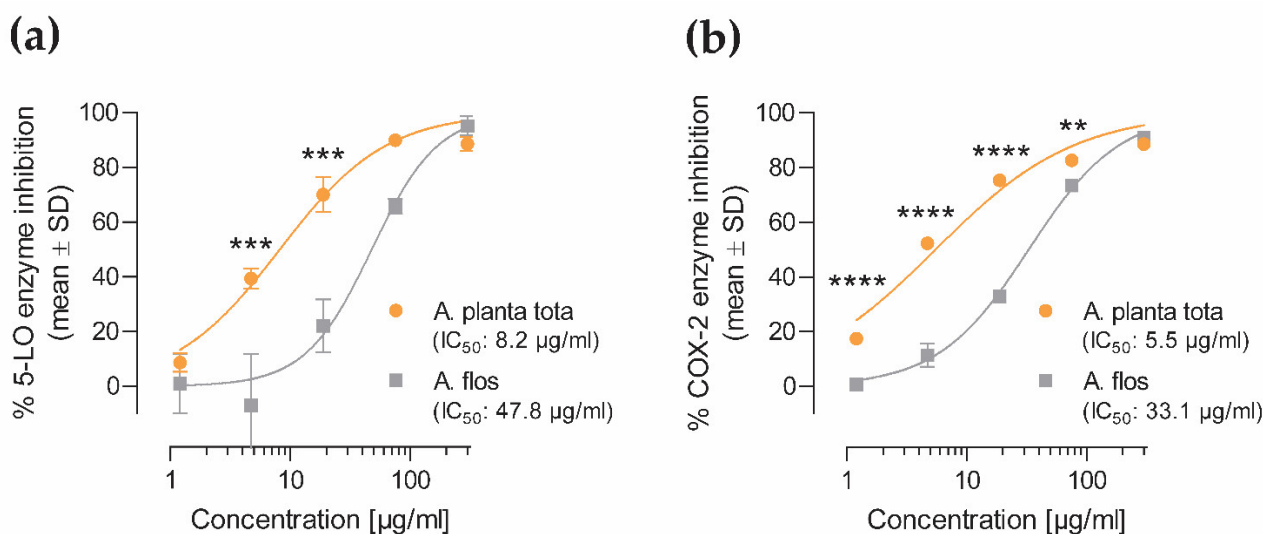 (a)
% 5-LO enzyme inhibition
(mean ± SD)
100
80
60
40
20
0
***
***
A. planta tota
(IC₅₀: 8.2 µg/ml)
A. flos
(IC₅₀: 47.8 µg/ml)
1
10
100
Concentration [µg/ml]
(b)
% COX-2 enzyme inhibition
(mean ± SD)
100
80
60
40
20
0
****
****
****
**
A. planta tota
(IC₅₀: 5.5 µg/ml)
A. flos
(IC₅₀: 33.1 µg/ml)
1
10
100
Concentration [µg/ml]